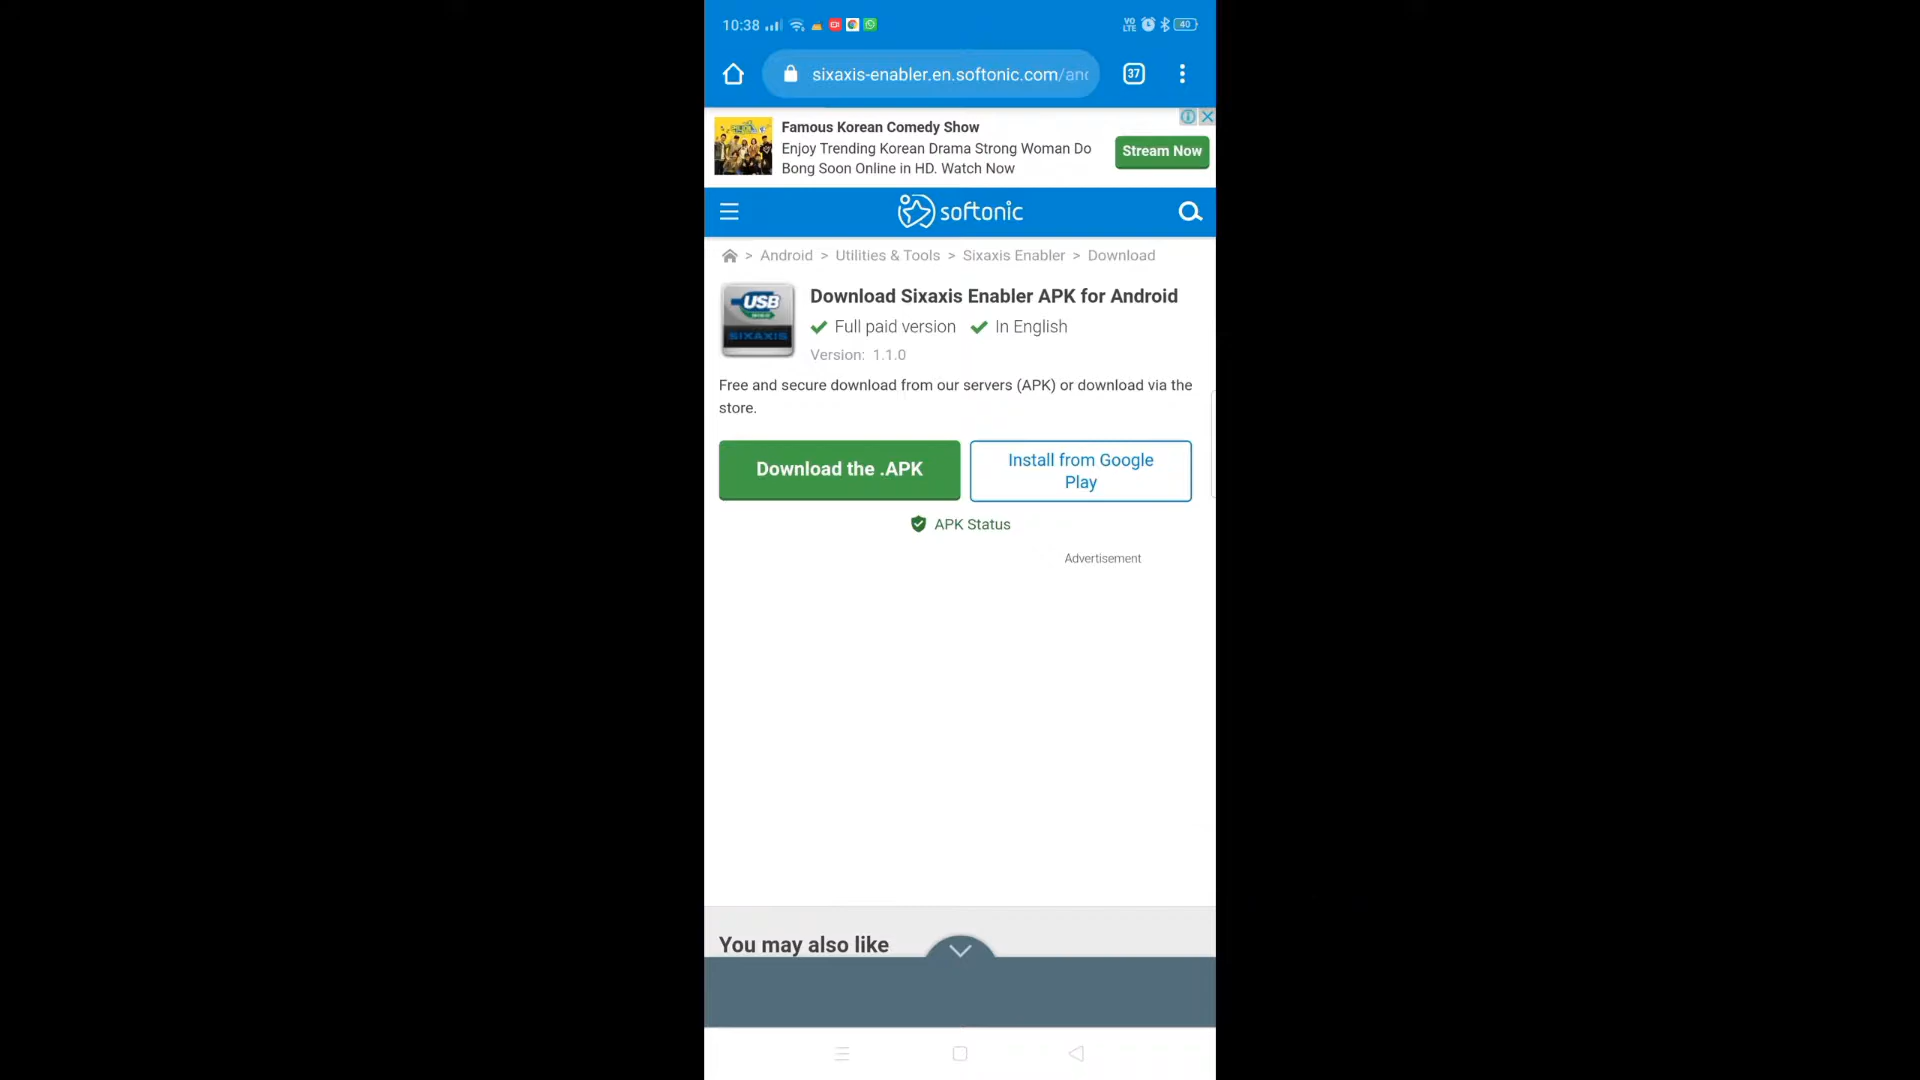 10:38
VO LTE
40
sixaxis-enabler.en.softonic.com/and
37
Famous Korean Comedy Show
Enjoy Trending Korean Drama Strong Woman Do
Bong Soon Online in HD. Watch Now
Stream Now
softonic
> Android > Utilities & Tools > Sixaxis Enabler > Download
USB
SIXAXIS
Download Sixaxis Enabler APK for Android
Full paid version
In English
Version: 1.1.0
Free and secure download from our servers (APK) or download via the
store.
Download the .APK
Install from Google
Play
APK Status
Advertisement
You may also like